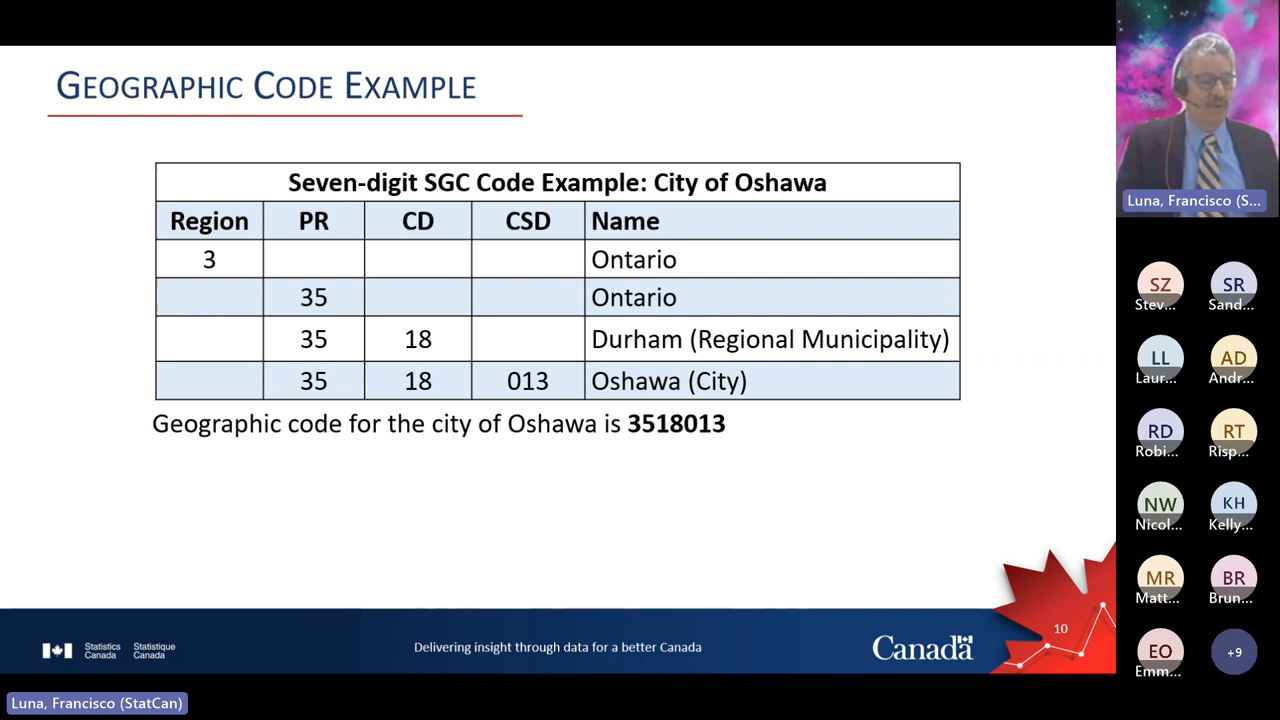 GEOGRAPHIC CODE EXAMPLE
Seven-digit SGC Code Example: City of Oshawa
Region PR CD CSD Name
3 Ontario
35 Ontario
35 18 Durham (Regional Municipality)
35 18 013 Oshawa (City)
Geographic code for the city of Oshawa is 3518013
Statistics Canada
Statistique Canada
Delivering insight through data for a better Canada
Canada
10
Luna, Francisco (StatCan)
Luna, Francisco (S...
SZ
Stev...
SR
Sand...
LL
Laur...
AD
Andr...
RD
Robi...
RT
Risp...
NW
Nicol...
KH
Kelly...
MR
Matt...
BR
Brun...
EO
Emm...
+9